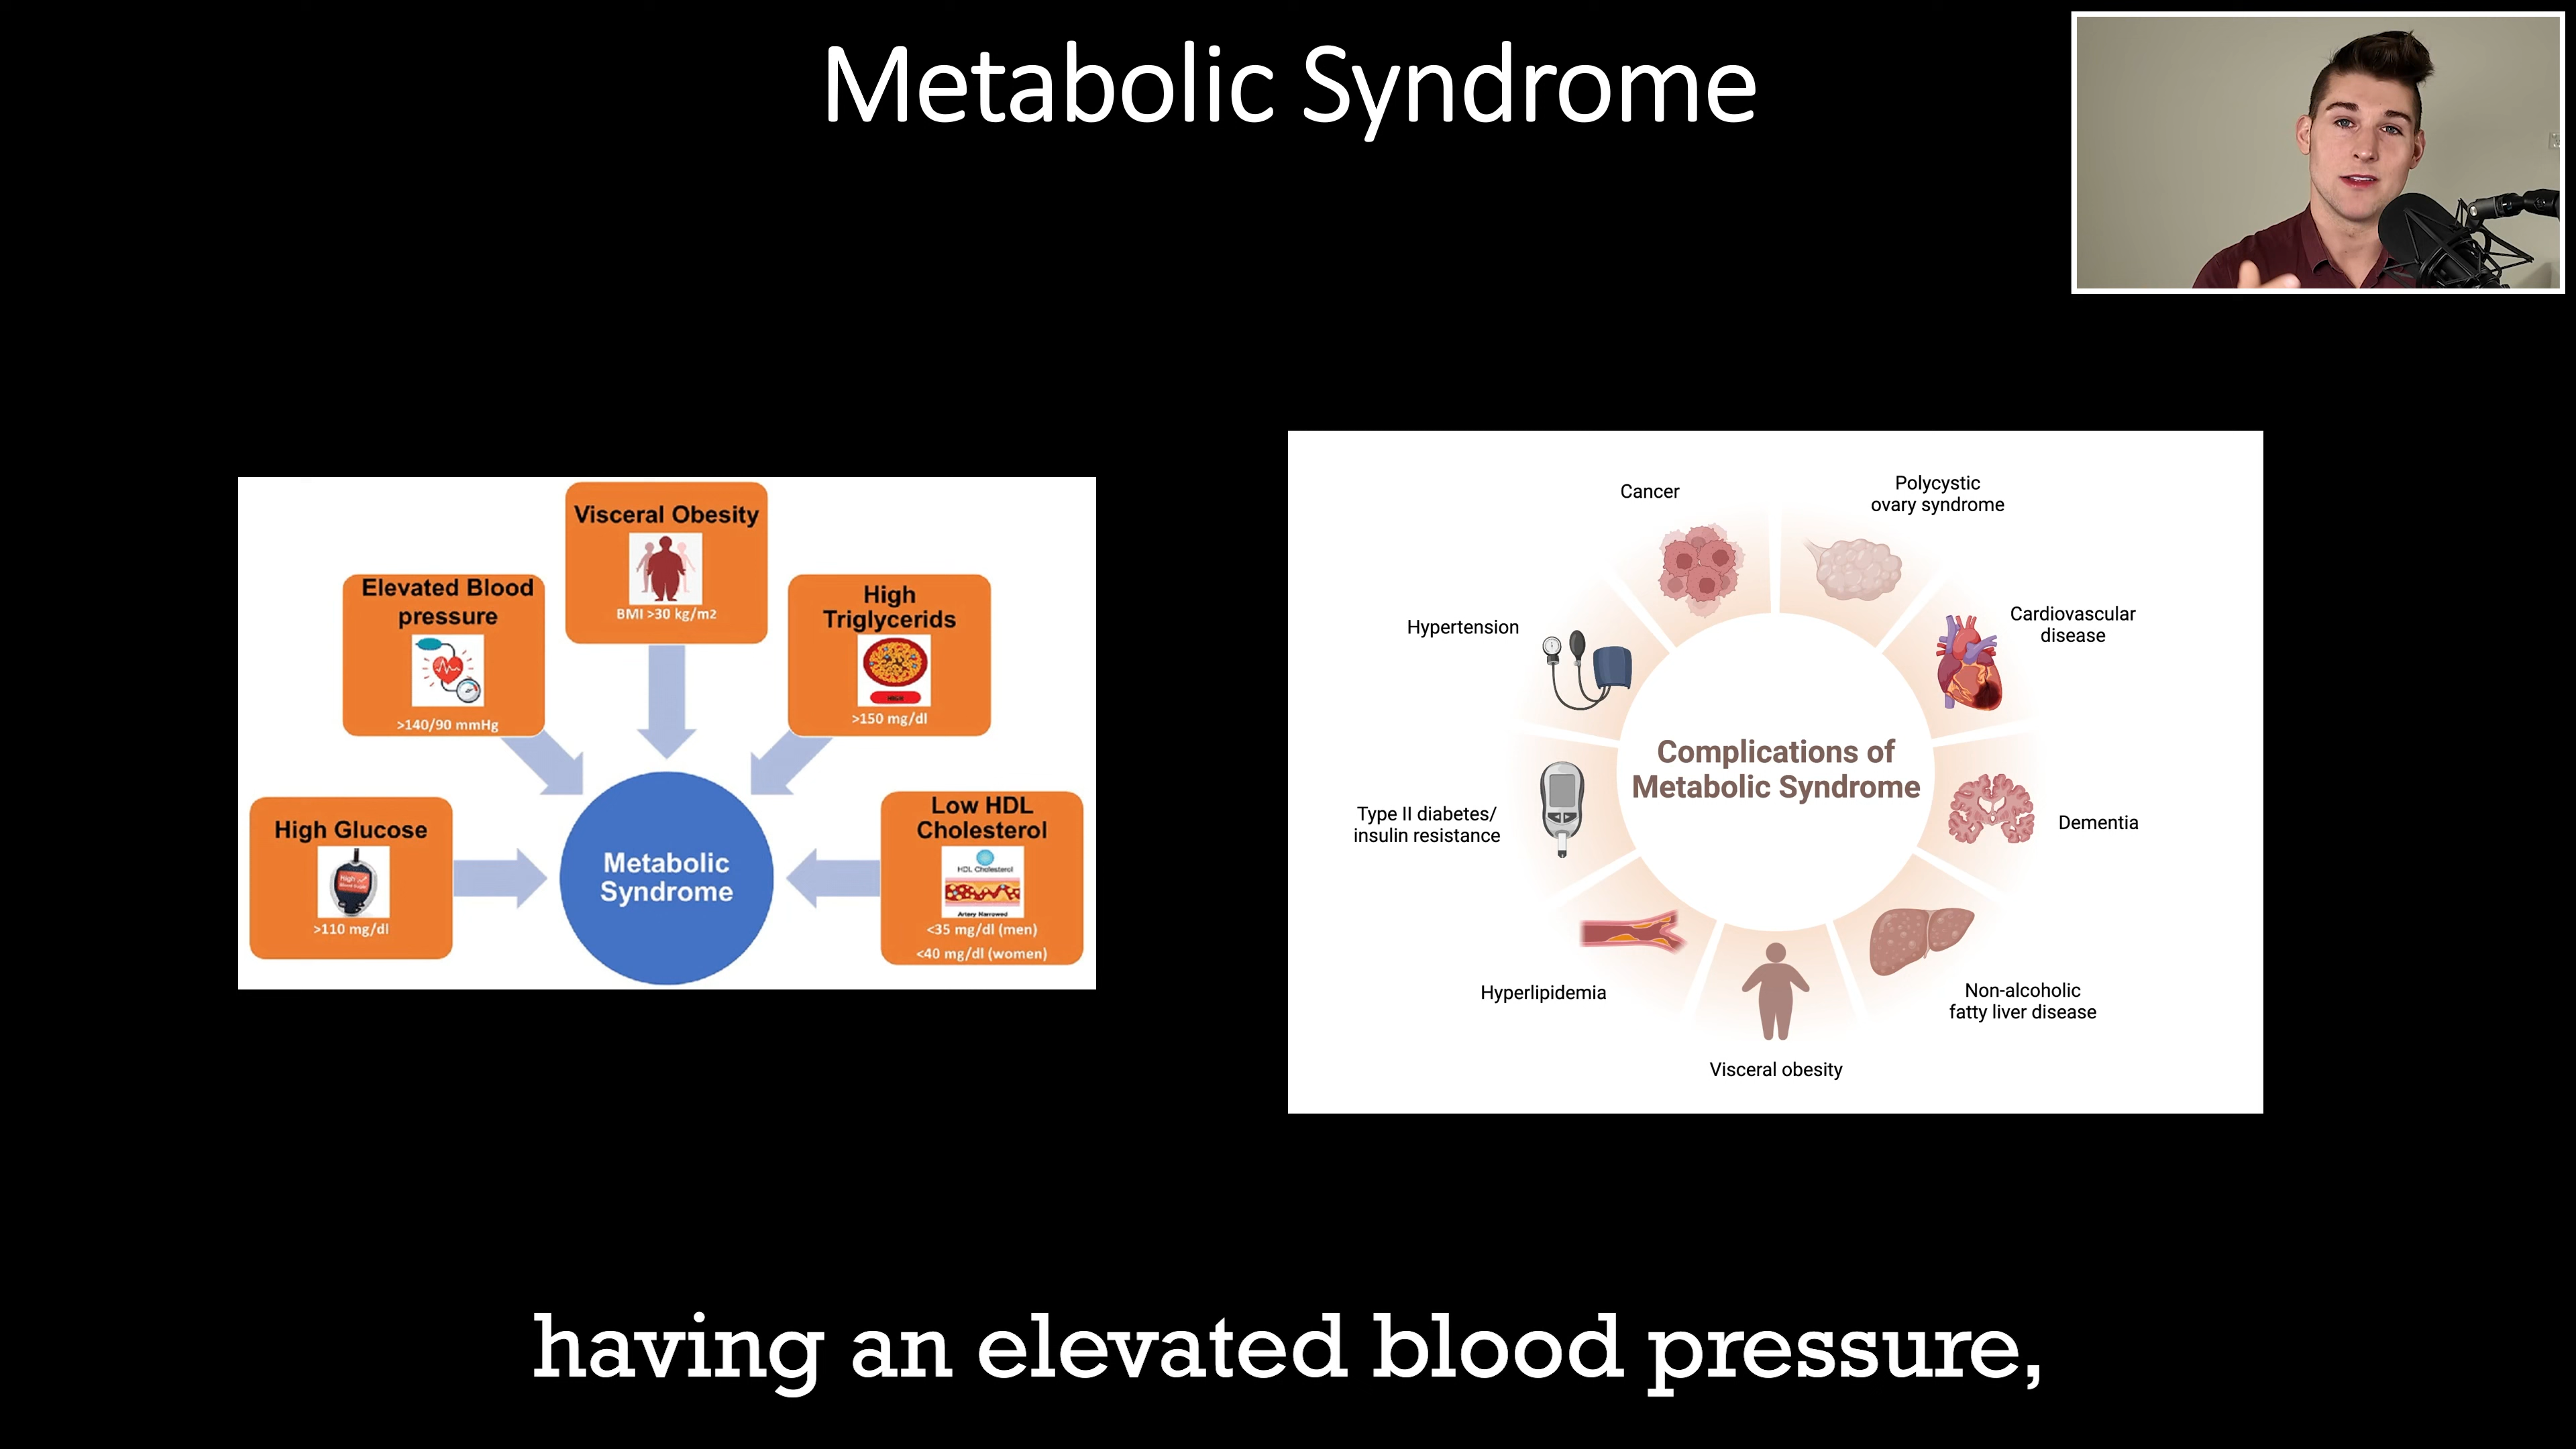 Metabolic Syndrome
Visceral Obesity
BMI >30 kg/m2
Elevated Blood
pressure
>140/90 mmHg
High
Triglycerids
>150 mg/dl
High Glucose
>110 mg/dl
Metabolic
Syndrome
Low HDL
Cholesterol
HDL Cholesterol
Artery Narrowed
<35 mg/dl (men)
<40 mg/dl (women)
Cancer
Polycystic
ovary syndrome
Hypertension
Cardiovascular
disease
Complications of
Metabolic Syndrome
Type II diabetes/
insulin resistance
Dementia
Hyperlipidemia
Non-alcoholic
fatty liver disease
Visceral obesity
having an elevated blood pressure,